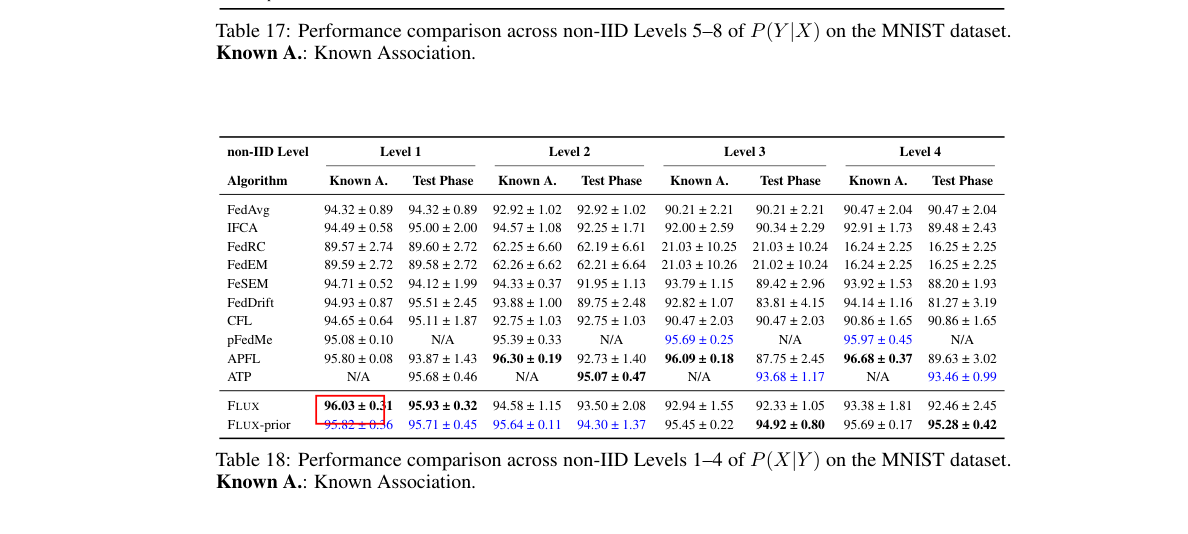 Table 17: Performance comparison across non-IID Levels 5–8 of P(Y|X) on the MNIST dataset.
Known A.: Known Association.
non-IID Level Level 1 Level 2 Level 3 Level 4
Algorithm Known A. Test Phase Known A. Test Phase Known A. Test Phase Known A. Test Phase
FedAvg 94.32 ± 0.89 94.32 ± 0.89 92.92 ± 1.02 92.92 ± 1.02 90.21 ± 2.21 90.21 ± 2.21 90.47 ± 2.04 90.47 ± 2.04
IFCA 94.49 ± 0.58 95.00 ± 2.00 94.57 ± 1.08 92.25 ± 1.71 92.00 ± 2.59 90.34 ± 2.29 92.91 ± 1.73 89.48 ± 2.43
FedRC 89.57 ± 2.74 89.60 ± 2.72 62.25 ± 6.60 62.19 ± 6.61 21.03 ± 10.25 21.03 ± 10.24 16.24 ± 2.25 16.25 ± 2.25
FedEM 89.59 ± 2.72 89.58 ± 2.72 62.26 ± 6.62 62.21 ± 6.64 21.03 ± 10.26 21.02 ± 10.24 16.24 ± 2.25 16.25 ± 2.25
FeSEM 94.71 ± 0.52 94.12 ± 1.99 94.33 ± 0.37 91.95 ± 1.13 93.79 ± 1.15 89.42 ± 2.96 93.92 ± 1.53 88.20 ± 1.93
FedDrift 94.93 ± 0.87 95.51 ± 2.45 93.88 ± 1.00 89.75 ± 2.48 92.82 ± 1.07 83.81 ± 4.15 94.14 ± 1.16 81.27 ± 3.19
CFL 94.65 ± 0.64 95.11 ± 1.87 92.75 ± 1.03 92.75 ± 1.03 90.47 ± 2.03 90.47 ± 2.03 90.86 ± 1.65 90.86 ± 1.65
pFedMe 95.08 ± 0.10 N/A 95.39 ± 0.33 N/A 95.69 ± 0.25 N/A 95.97 ± 0.45 N/A
APFL 95.80 ± 0.08 93.87 ± 1.43 96.30 ± 0.19 92.73 ± 1.40 96.09 ± 0.18 87.75 ± 2.45 96.68 ± 0.37 89.63 ± 3.02
ATP N/A 95.68 ± 0.46 N/A 95.07 ± 0.47 N/A 93.68 ± 1.17 N/A 93.46 ± 0.99
FLUX 96.03 ± 0.31 95.93 ± 0.32 94.58 ± 1.15 93.50 ± 2.08 92.94 ± 1.55 92.33 ± 1.05 93.38 ± 1.81 92.46 ± 2.45
FLUX-prior 95.82 ± 0.36 95.71 ± 0.45 95.64 ± 0.11 94.30 ± 1.37 95.45 ± 0.22 94.92 ± 0.80 95.69 ± 0.17 95.28 ± 0.42
Table 18: Performance comparison across non-IID Levels 1–4 of P(X|Y) on the MNIST dataset.
Known A.: Known Association.